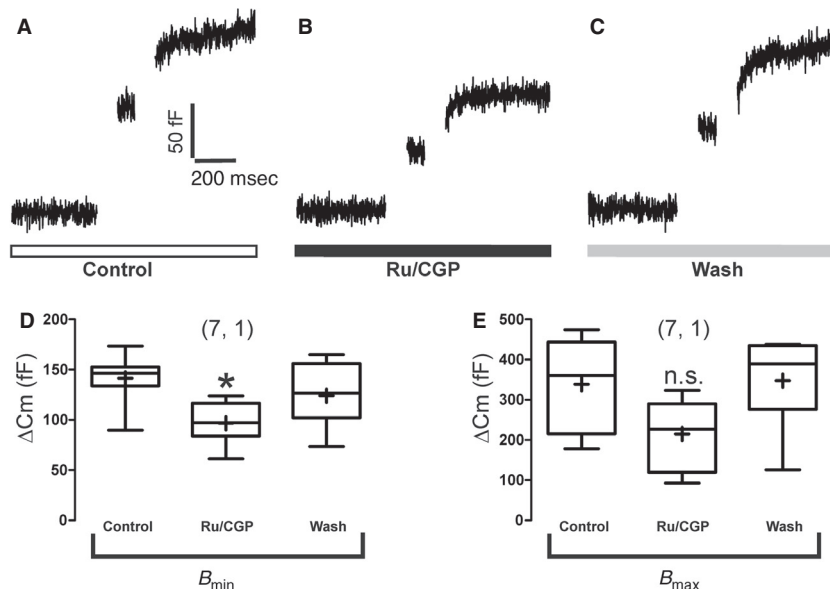 A
B
C
50 fF
200 msec
Control
Ru/CGP
Wash
D
(7, 1)
200
150
100
50
0
ΔCm (fF)
*
Control
Ru/CGP
Wash
Bmin
E
(7, 1)
500
400
300
200
100
0
ΔCm (fF)
n.s.
Control
Ru/CGP
Wash
Bmax